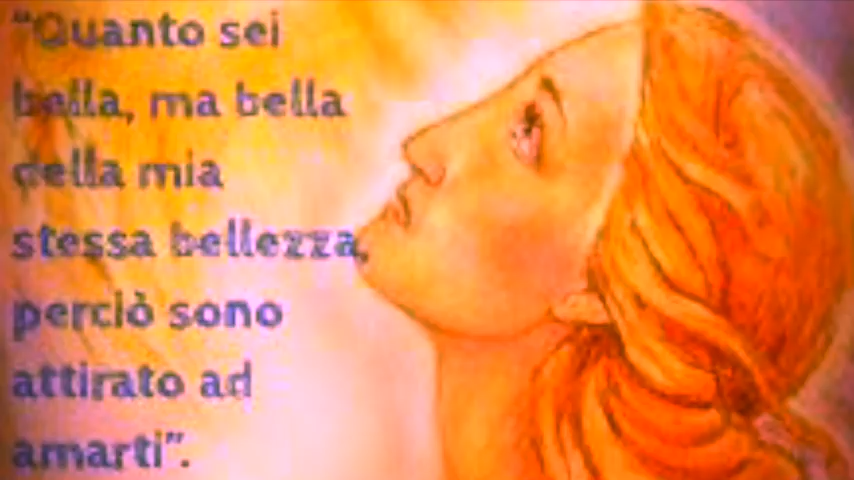 “Quanto sei
bella, ma bella
della mia
stessa bellezza,
perciò sono
attirato ad
amarti”.